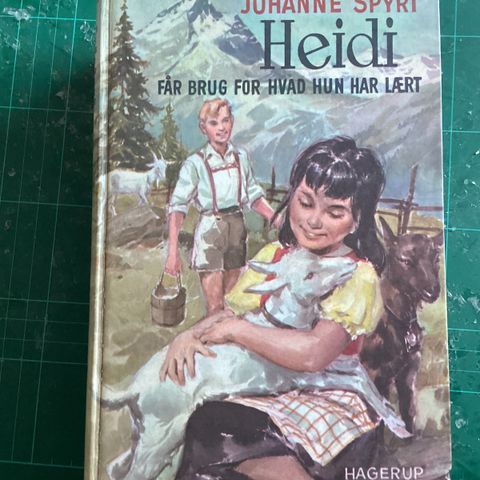 JOHANNE SPYRI
Heidi
FÅR BRUG FOR HVAD HUN HAR LÆRT
HAGERUP